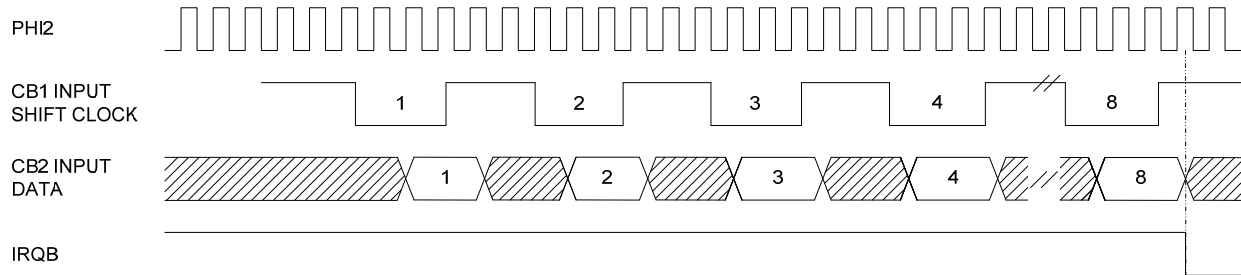 PHI2
CB1 INPUT
SHIFT CLOCK
1 2 3 4 8
CB2 INPUT
DATA
1 2 3 4 8
IRQB